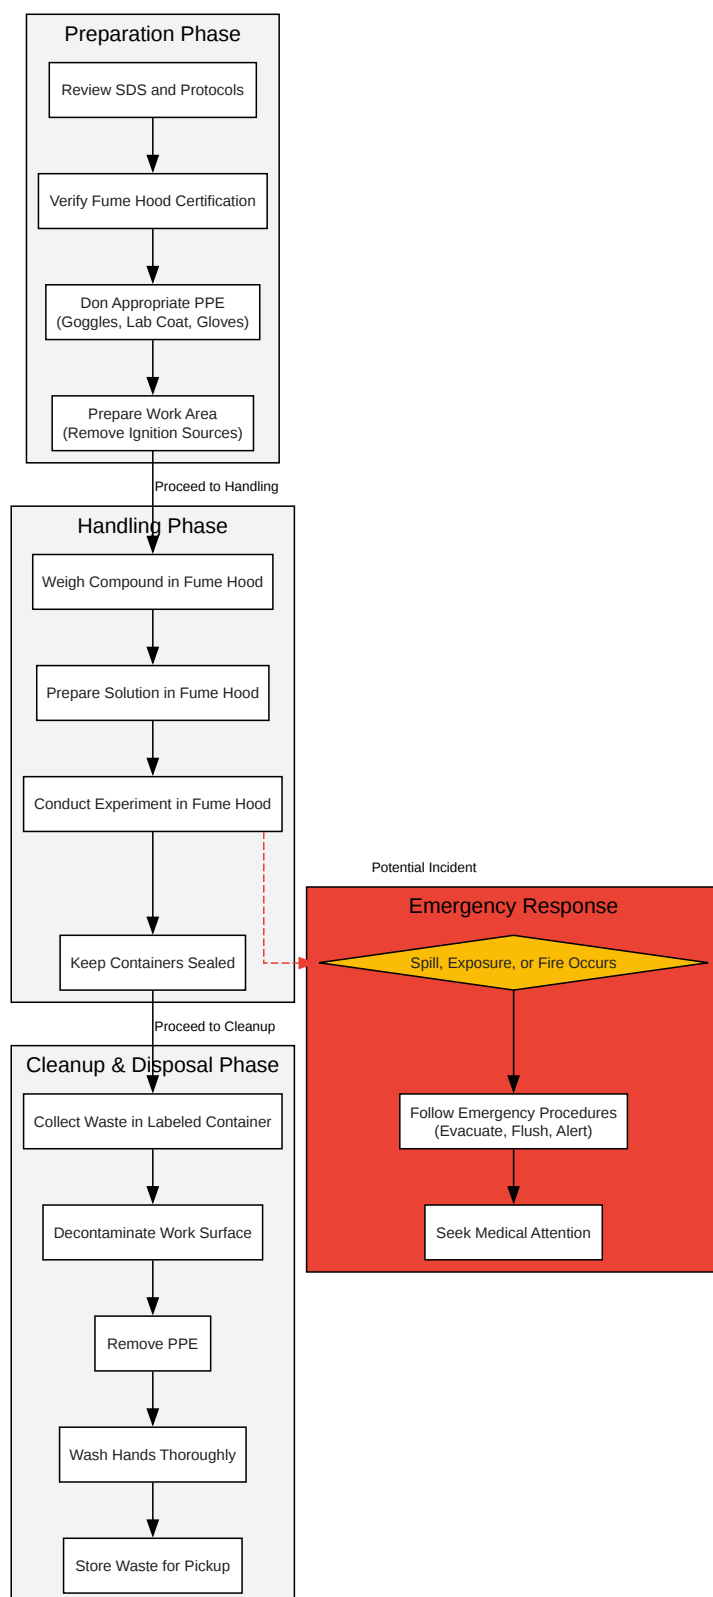 Preparation Phase
Review SDS and Protocols
Verify Fume Hood Certification
Don Appropriate PPE
(Goggles, Lab Coat, Gloves)
Prepare Work Area
(Remove Ignition Sources)
Proceed to Handling
Handling Phase
Weigh Compound in Fume Hood
Prepare Solution in Fume Hood
Conduct Experiment in Fume Hood
Keep Containers Sealed
Potential Incident
Emergency Response
Spill, Exposure, or Fire Occurs
Follow Emergency Procedures
(Evacuate, Flush, Alert)
Seek Medical Attention
Proceed to Cleanup
Cleanup & Disposal Phase
Collect Waste in Labeled Container
Decontaminate Work Surface
Remove PPE
Wash Hands Thoroughly
Store Waste for Pickup